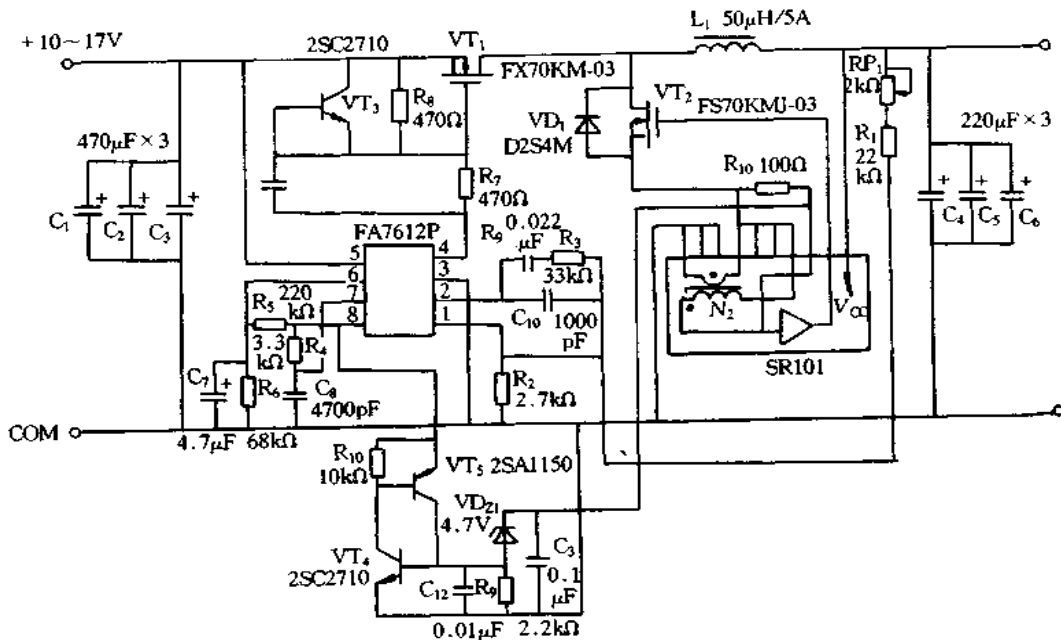 L₁ 50μH/5A
+10~17V
2SC2710
VT₁
FX70KM-03
RP₁
2kΩ
VT₂
FS70KMJ-03
VT₃
R₈
470Ω
VD₁
D2S4M
R₁
22
kΩ
470μF×3
220μF×3
R₁₀ 100Ω
R₇
470Ω
C₁
C₂
C₃
C₄
C₅
C₆
FA7612P
R₉
0.022
μF
R₃
33kΩ
5
6
7
8
4
3
2
1
C₁₀
1000
pF
R₅
220
kΩ
3.3
kΩ
R₄
N₂
V
CC
SR101
C₇
R₆
C₈
4700pF
R₂
2.7kΩ
COM
4.7μF
68kΩ
R₁₀
10kΩ
VT₅ 2SA1150
VD₂₁
4.7V
VT₄
2SC2710
C₃
0.1
μF
C₁₂
R₉
0.01μF
2.2kΩ